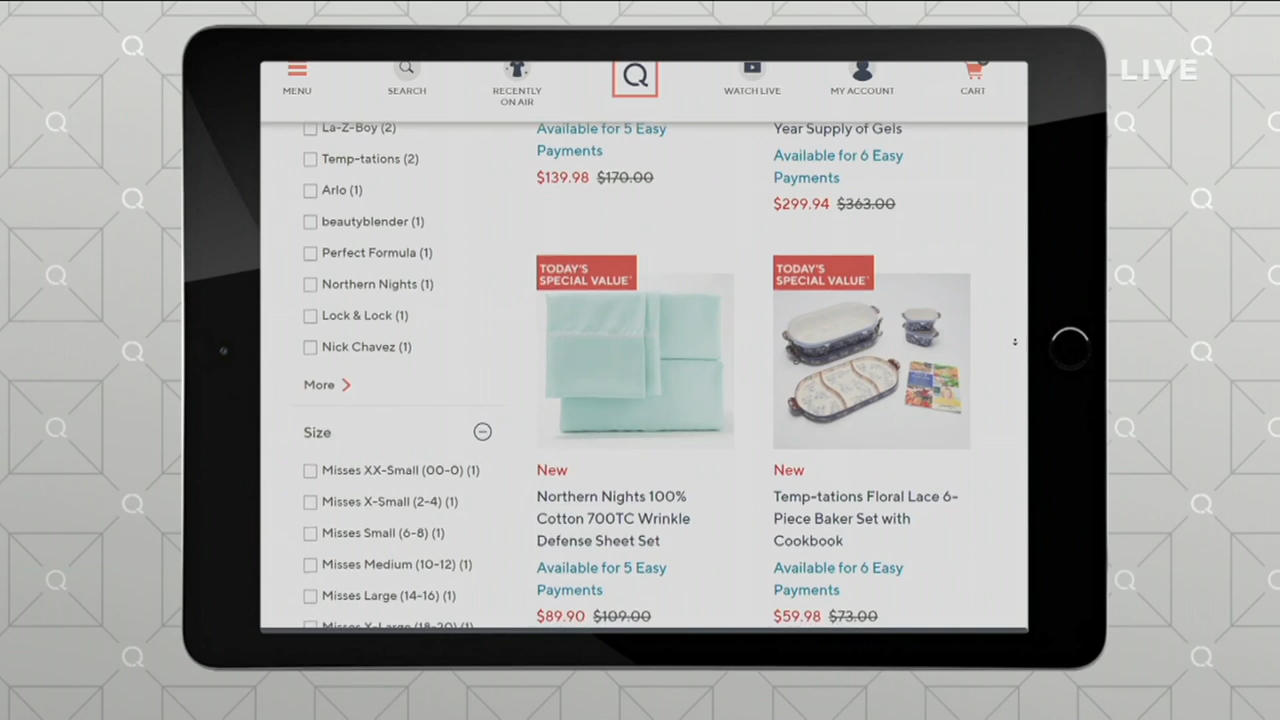 LIVE
MENU
SEARCH
RECENTLY
ON AIR
Q
WATCH LIVE
MY ACCOUNT
CART
La-Z-Boy (2)
Temp-tations (2)
Arlo (1)
beautyblender (1)
Perfect Formula (1)
Northern Nights (1)
Lock & Lock (1)
Nick Chavez (1)
More
Size
Misses XX-Small (00-0) (1)
Misses X-Small (2-4) (1)
Misses Small (6-8) (1)
Misses Medium (10-12) (1)
Misses Large (14-16) (1)
Misses X-Large (18-20) (1)
Available for 5 Easy
Payments
$139.98 $170.00
Year Supply of Gels
Available for 6 Easy
Payments
$299.94 $363.00
TODAY'S
SPECIAL VALUE
New
Northern Nights 100%
Cotton 700TC Wrinkle
Defense Sheet Set
Available for 5 Easy
Payments
$89.90 $109.00
TODAY'S
SPECIAL VALUE
New
Temp-tations Floral Lace 6-
Piece Baker Set with
Cookbook
Available for 6 Easy
Payments
$59.98 $73.00